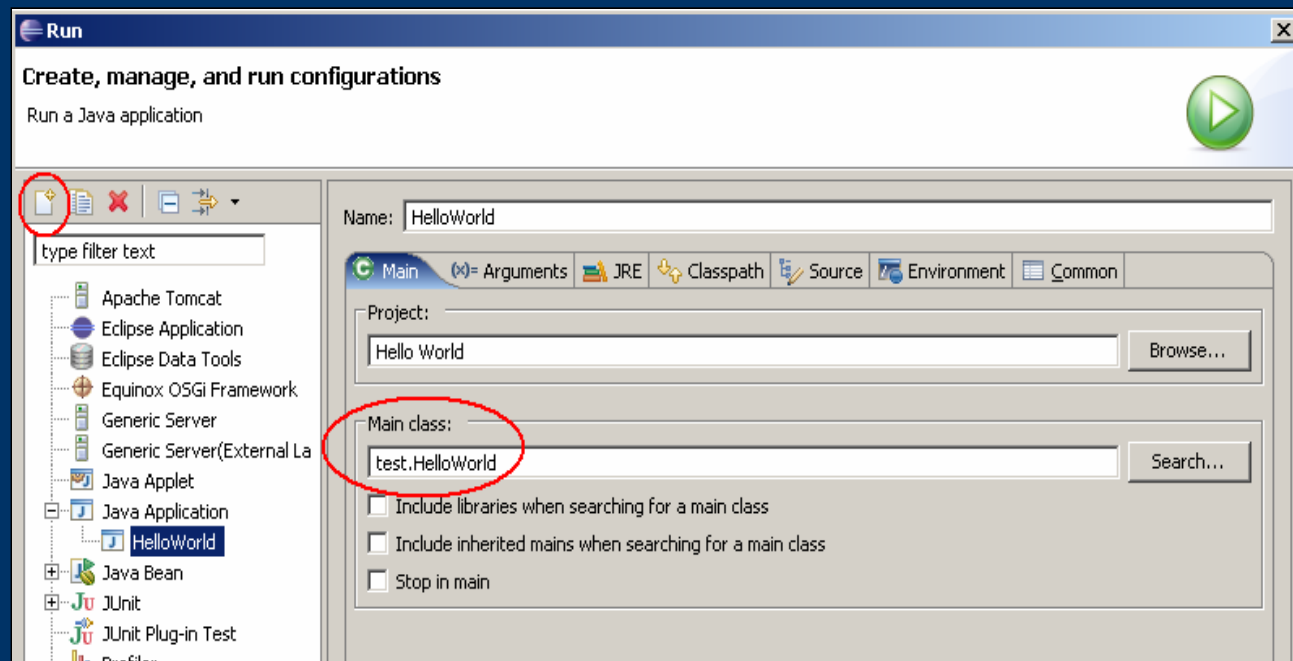 Run
Create, manage, and run configurations
Run a Java application
type filter text
Apache Tomcat
Eclipse Application
Eclipse Data Tools
Equinox OSGi Framework
Generic Server
Generic Server(External La
Java Applet
Java Application
HelloWorld
Java Bean
Ju JUnit
Ju JUnit Plug-in Test
Profiler
Name: HelloWorld
Main (x)= Arguments JRE Classpath Source Environment Common
Project:
Hello World Browse...
Main class:
test.HelloWorld Search...
Include libraries when searching for a main class
Include inherited mains when searching for a main class
Stop in main